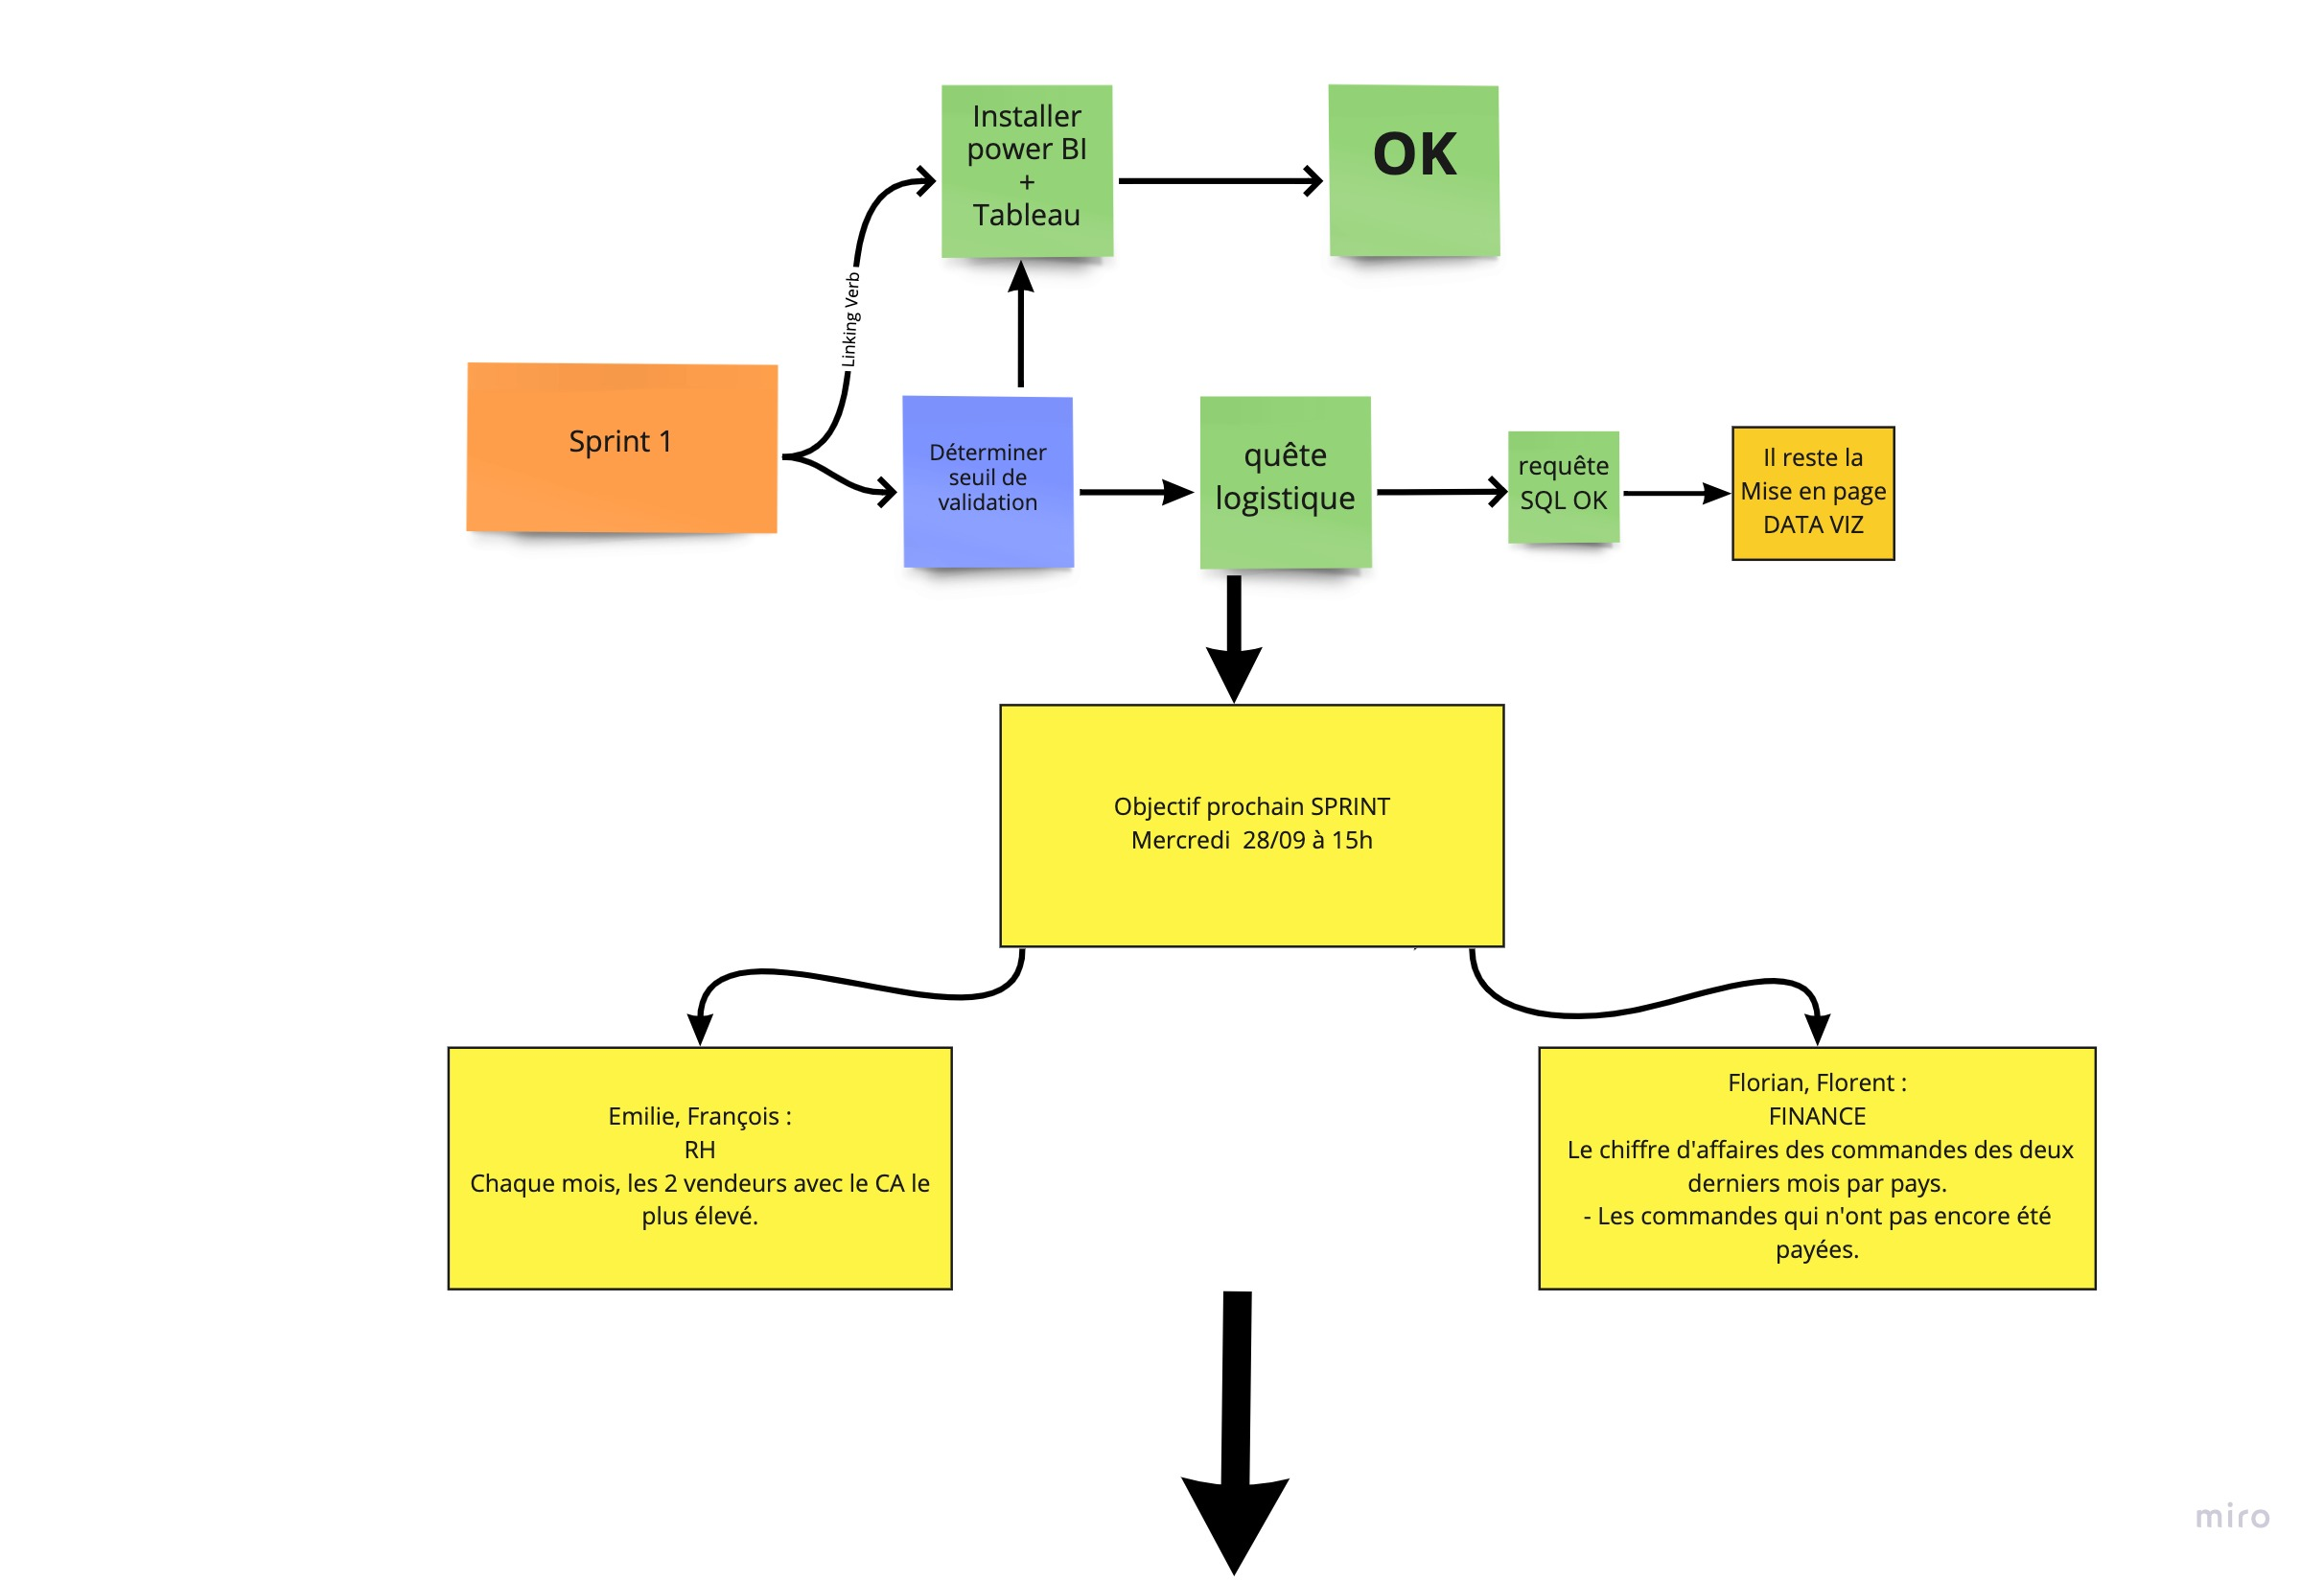 Installer
power BI
+
Tableau
OK
Linking Verb
Sprint 1
Déterminer
seuil de
validation
quête
logistique
requête
SQL OK
Il reste la
Mise en page
DATA VIZ
Objectif prochain SPRINT
Mercredi  28/09 à 15h
Emilie, François :
RH
Chaque mois, les 2 vendeurs avec le CA le
plus élevé.
Florian, Florent :
FINANCE
Le chiffre d'affaires des commandes des deux
derniers mois par pays.
- Les commandes qui n'ont pas encore été
payées.
miro